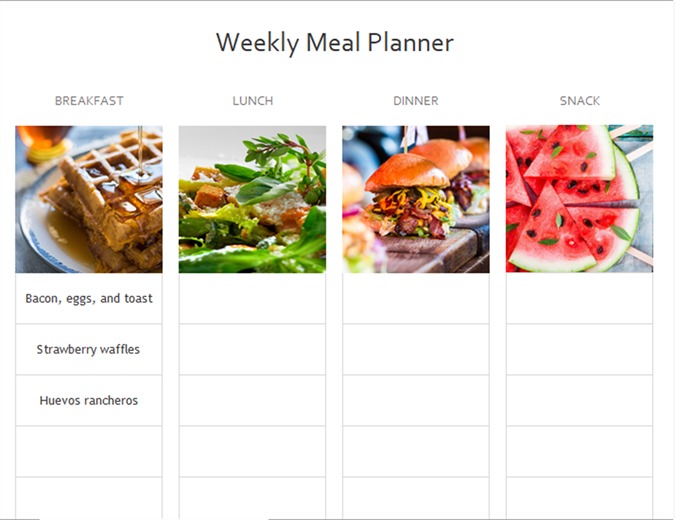 Weekly Meal Planner
BREAKFAST
LUNCH
DINNER
SNACK
Bacon, eggs, and toast
Strawberry waffles
Huevos rancheros